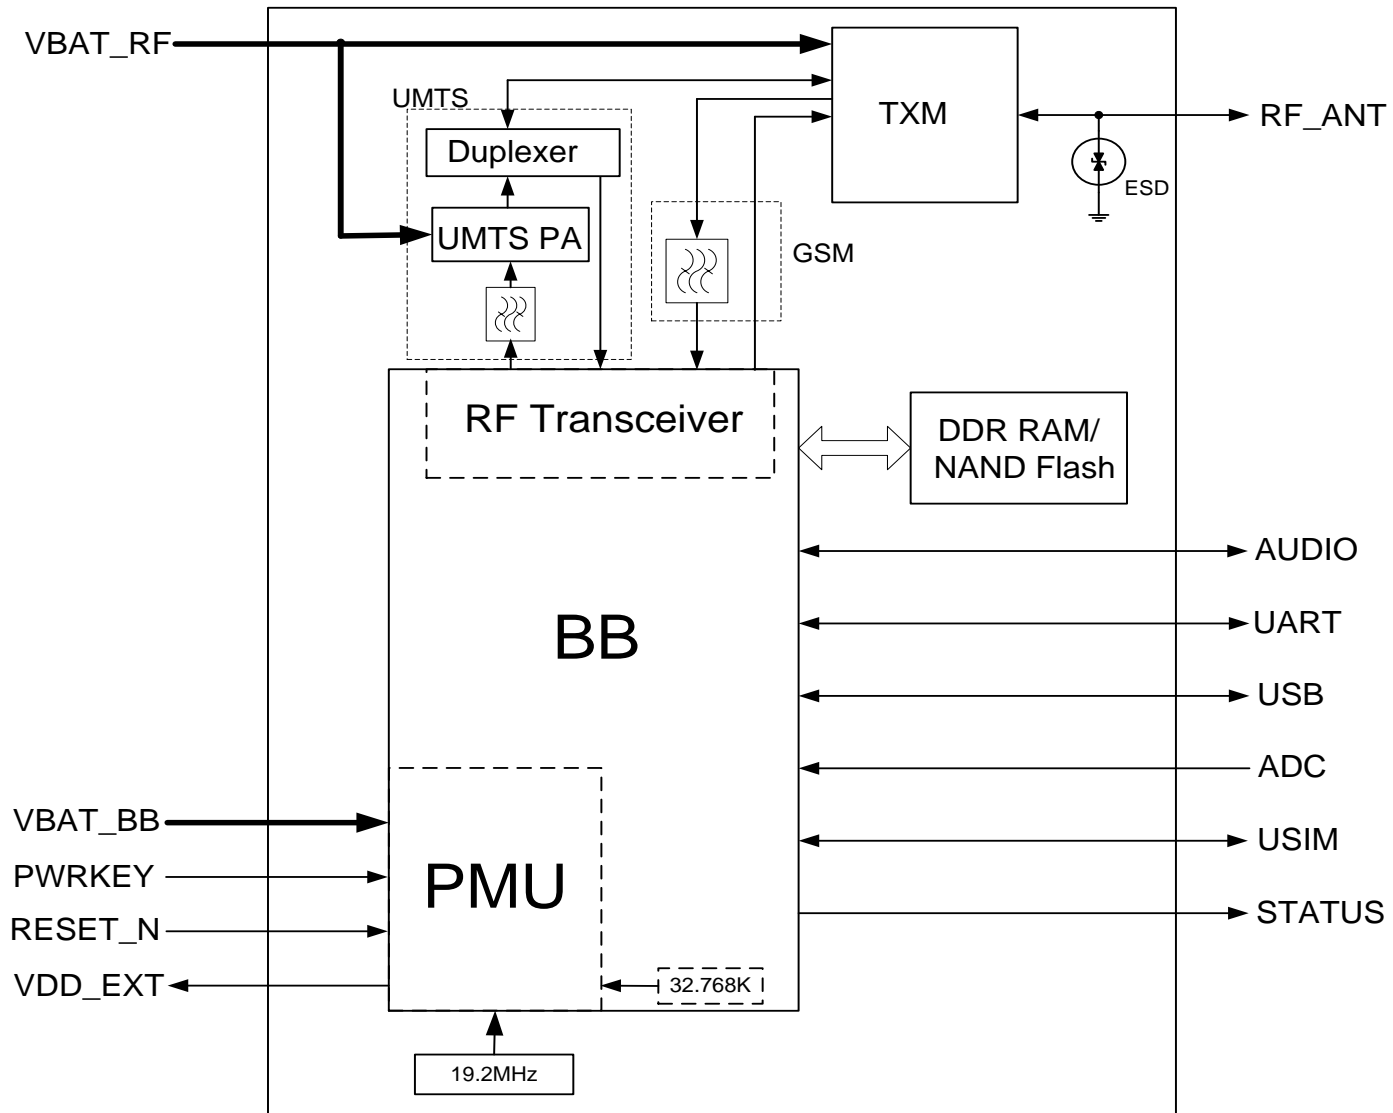 VBAT_RF
UMTS
TXM
RF_ANT
Duplexer
ESD
UMTS PA
GSM
RF Transceiver
DDR RAM/
NAND Flash
AUDIO
BB
UART
USB
ADC
VBAT_BB
USIM
PWRKEY
PMU
STATUS
RESET_N
VDD_EXT
32.768K
19.2MHz